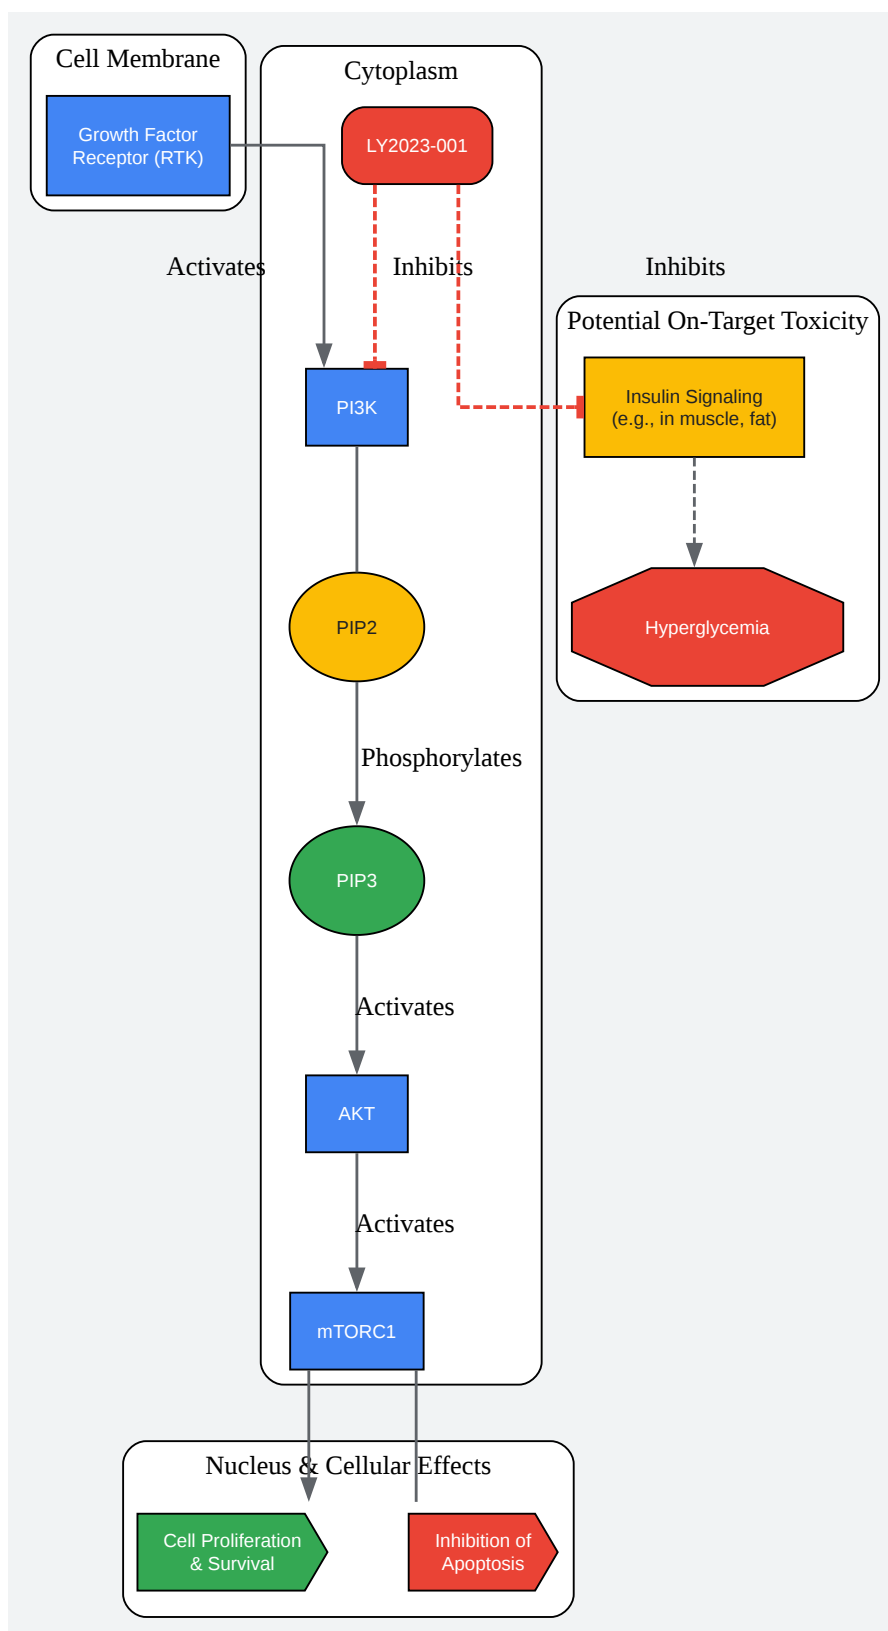 Cell Membrane
Growth Factor
Receptor (RTK)
Cytoplasm
LY2023-001
Activates
Inhibits
Inhibits
Potential On-Target Toxicity
Insulin Signaling
(e.g., in muscle, fat)
PI3K
Hyperglycemia
PIP2
Phosphorylates
PIP3
Activates
AKT
Activates
mTORC1
Nucleus & Cellular Effects
Cell Proliferation
& Survival
Inhibition of
Apoptosis